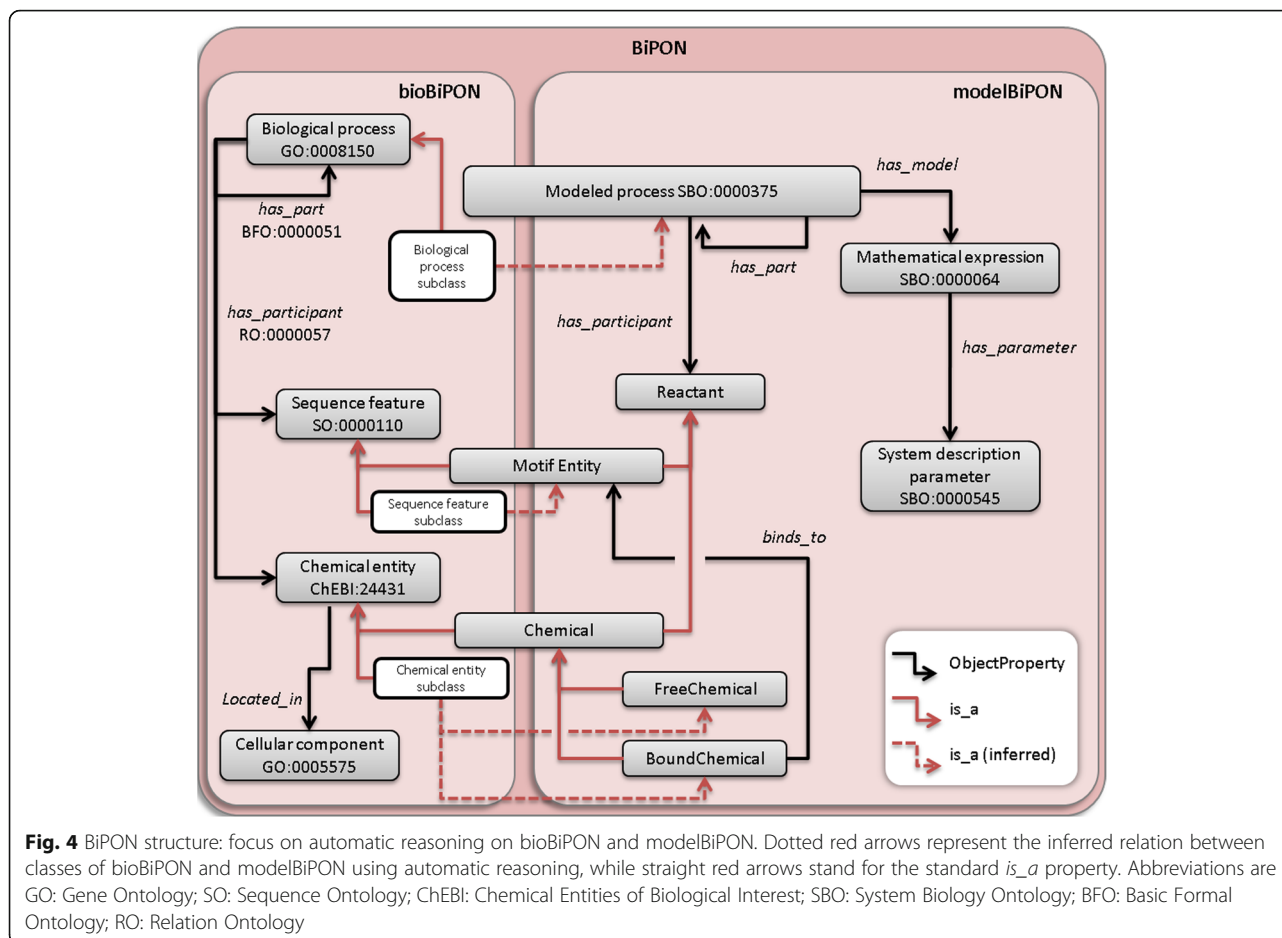 BiPON
bioBiPON
modelBiPON
Biological process
GO:0008150
has_part
BFO:0000051
Biological
process
subclass
has_participant
RO:0000057
Sequence feature
SO:0000110
Sequence feature
subclass
Chemical entity
ChEBI:24431
Chemical entity
subclass
Located_in
Cellular component
GO:0005575
Modeled process SBO:0000375
has_model
has_part
Mathematical expression
SBO:0000064
has_participant
has_parameter
Reactant
System description
parameter
SBO:0000545
Motif Entity
binds_to
Chemical
FreeChemical
BoundChemical
ObjectProperty
is_a
is_a (inferred)
Fig. 4 BiPON structure: focus on automatic reasoning on bioBiPON and modelBiPON. Dotted red arrows represent the inferred relation between
classes of bioBiPON and modelBiPON using automatic reasoning, while straight red arrows stand for the standard is_a property. Abbreviations are
GO: Gene Ontology; SO: Sequence Ontology; ChEBI: Chemical Entities of Biological Interest; SBO: System Biology Ontology; BFO: Basic Formal
Ontology; RO: Relation Ontology